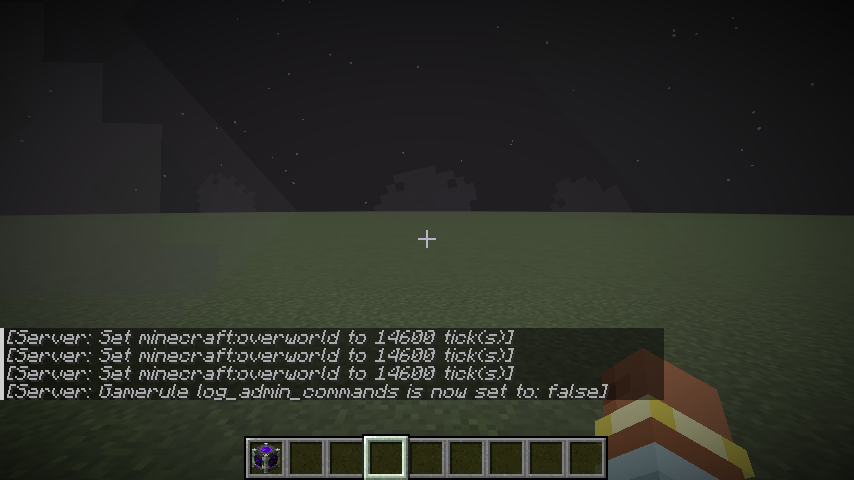 [Server: Set minecraft:overworld to 14600 tick(s)]
[Server: Set minecraft:overworld to 14600 tick(s)]
[Server: Set minecraft:overworld to 14600 tick(s)]
[Server: Gamerule log_admin_commands is now set to: false]